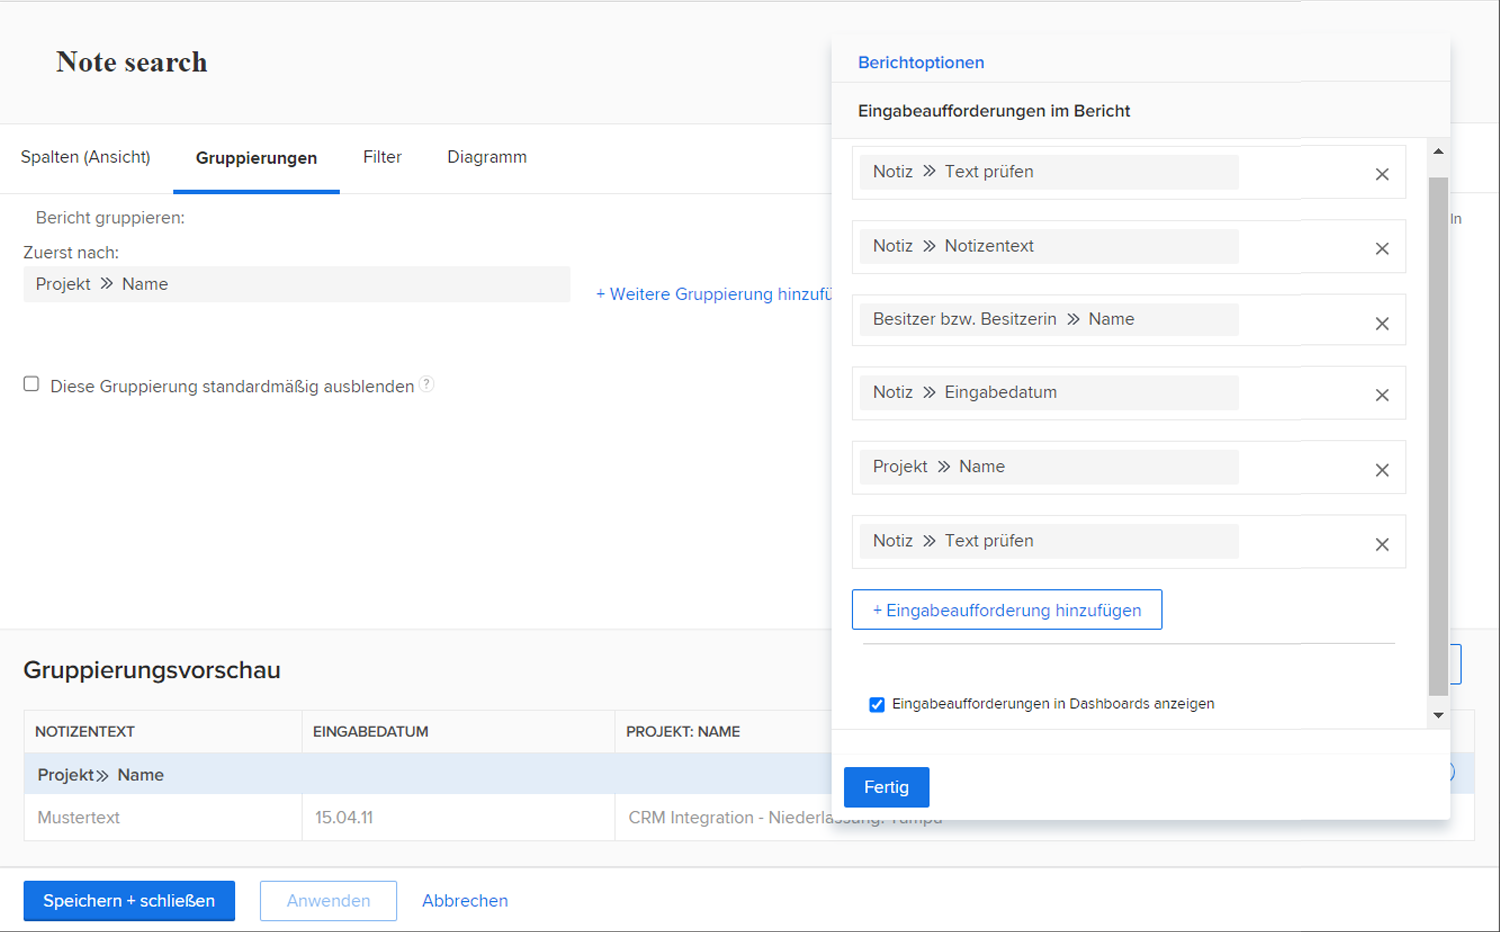 Note search
Spalten (Ansicht) Gruppierungen Filter Diagramm
Bericht gruppieren:
Zuerst nach:
Projekt » Name
+ Weitere Gruppierung hinzufü
Diese Gruppierung standardmäßig ausblenden ?
Berichtoptionen
Eingabeaufforderungen im Bericht
Notiz » Text prüfen
Notiz » Notizentext
Besitzer bzw. Besitzerin » Name
Notiz » Eingabedatum
Projekt » Name
Notiz » Text prüfen
+ Eingabeaufforderung hinzufügen
Eingabeaufforderungen in Dashboards anzeigen
Fertig
Gruppierungsvorschau
NOTIZENTEXT EINGABEDATUM PROJEKT: NAME
Projekt» Name
Mustertext 15.04.11 CRM Integration - Niederlassung: Tampa
Speichern + schließen Anwenden Abbrechen